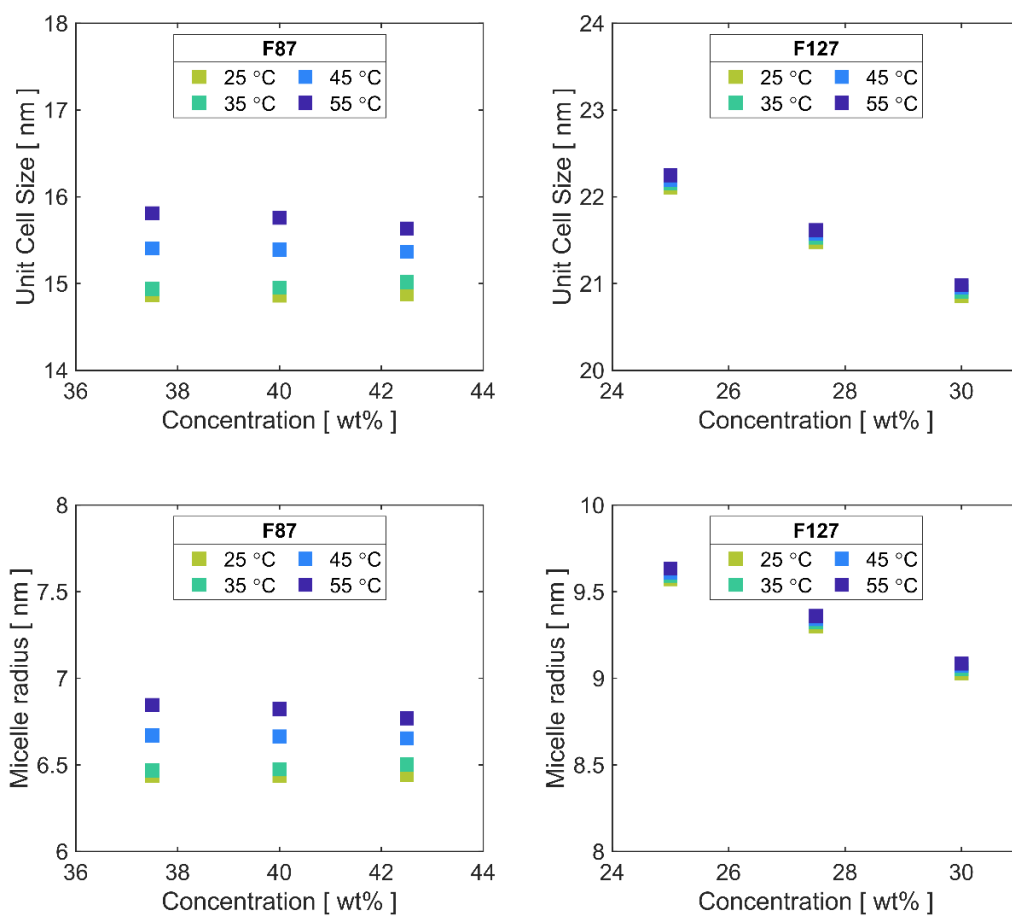 F87
25 °C 45 °C
35 °C 55 °C
Unit Cell Size [ nm ]
18
17
16
15
14
36 38 40 42 44
Concentration [ wt% ]
F127
25 °C 45 °C
35 °C 55 °C
Unit Cell Size [ nm ]
24
23
22
21
20
24 26 28 30
Concentration [ wt% ]
F87
25 °C 45 °C
35 °C 55 °C
Micelle radius [ nm ]
8
7.5
7
6.5
6
36 38 40 42 44
Concentration [ wt% ]
F127
25 °C 45 °C
35 °C 55 °C
Micelle radius [ nm ]
10
9.5
9
8.5
8
24 26 28 30
Concentration [ wt% ]